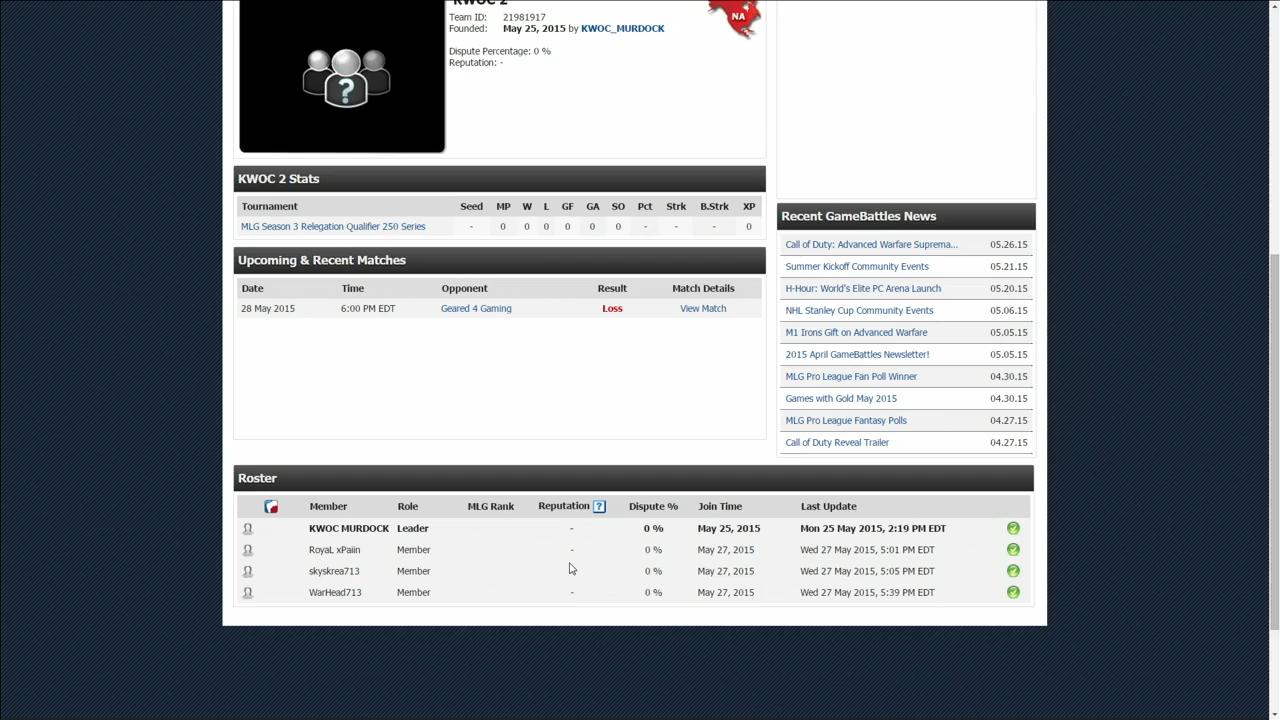 KWOC 2
Team ID: 21981917
Founded: May 25, 2015 by KWOC_MURDOCK
Dispute Percentage: 0 %
Reputation: -
NA
?
KWOC 2 Stats
Tournament Seed MP W L GF GA SO Pct Strk B.Strk XP
MLG Season 3 Relegation Qualifier 250 Series - 0 0 0 0 0 0 - - - 0
Upcoming & Recent Matches
Date Time Opponent Result Match Details
28 May 2015 6:00 PM EDT Geared 4 Gaming Loss View Match
Recent GameBattles News
Call of Duty: Advanced Warfare Suprema... 05.26.15
Summer Kickoff Community Events 05.21.15
H-Hour: World's Elite PC Arena Launch 05.20.15
NHL Stanley Cup Community Events 05.06.15
M1 Irons Gift on Advanced Warfare 05.05.15
2015 April GameBattles Newsletter! 05.05.15
MLG Pro League Fan Poll Winner 04.30.15
Games with Gold May 2015 04.30.15
MLG Pro League Fantasy Polls 04.27.15
Call of Duty Reveal Trailer 04.27.15
Roster
Member Role MLG Rank Reputation ? Dispute % Join Time Last Update
KWOC MURDOCK Leader - 0 % May 25, 2015 Mon 25 May 2015, 2:19 PM EDT
RoyaL xPaiin Member - 0 % May 27, 2015 Wed 27 May 2015, 5:01 PM EDT
skyskrea713 Member - 0 % May 27, 2015 Wed 27 May 2015, 5:05 PM EDT
WarHead713 Member - 0 % May 27, 2015 Wed 27 May 2015, 5:39 PM EDT